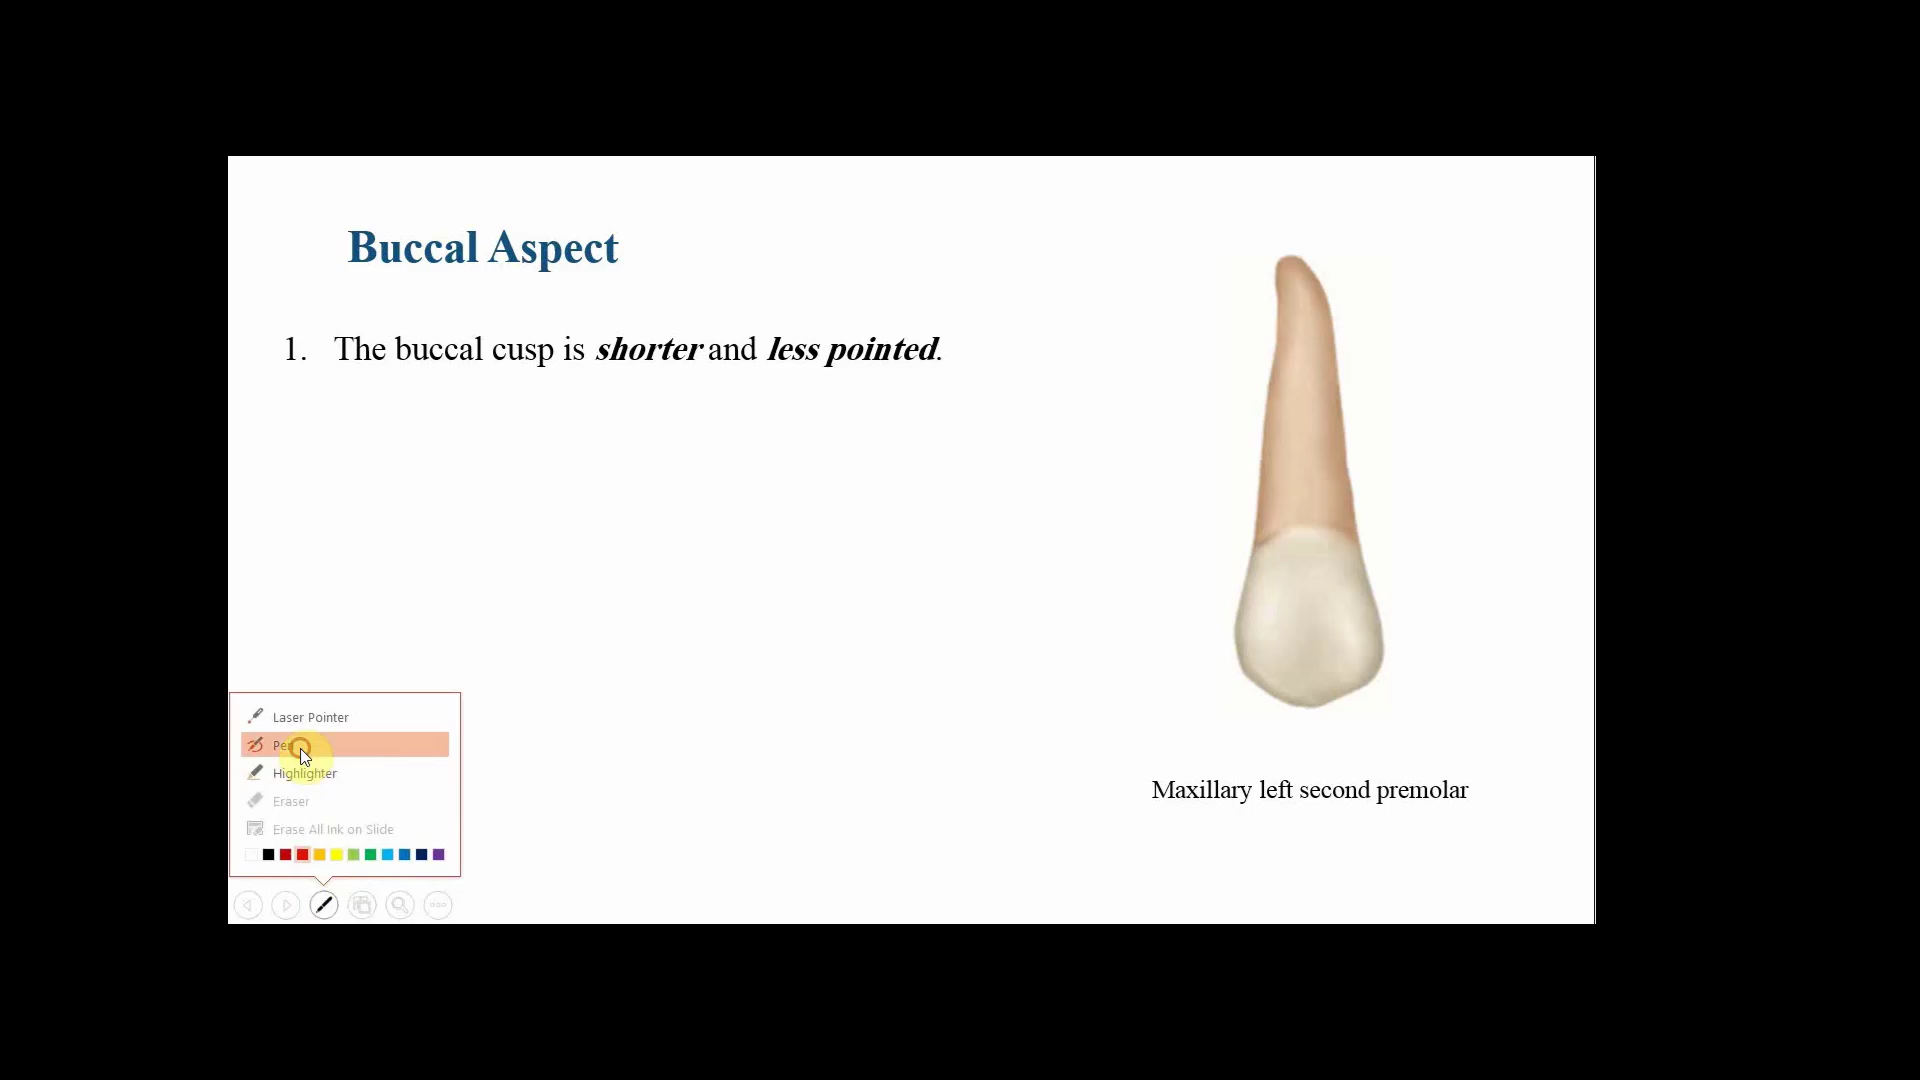 Buccal Aspect
1. The buccal cusp is shorter and less pointed.
Maxillary left second premolar
Laser Pointer
Pen
Highlighter
Eraser
Erase All Ink on Slide